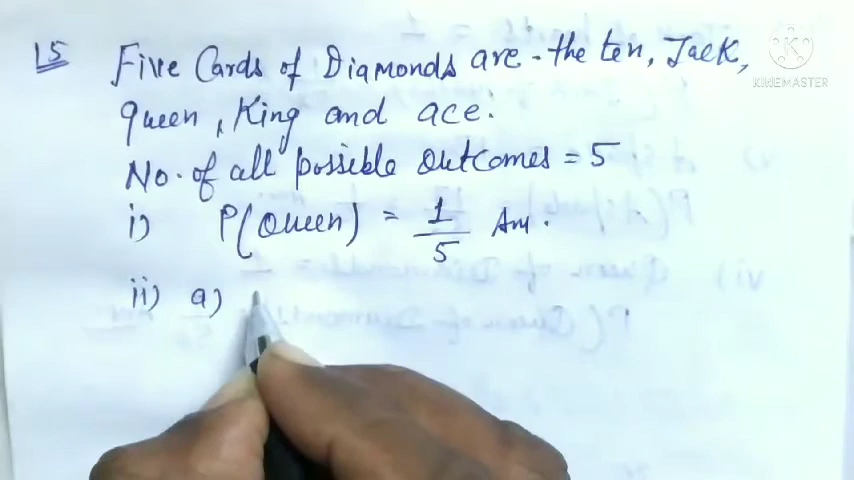 15 Five Cards of Diamonds are - the ten, Jack,
queen, King and ace.
No. of all possible outcomes = 5
i) P(Queen) = 1/5 Ans.
ii) a)
KINEMASTER